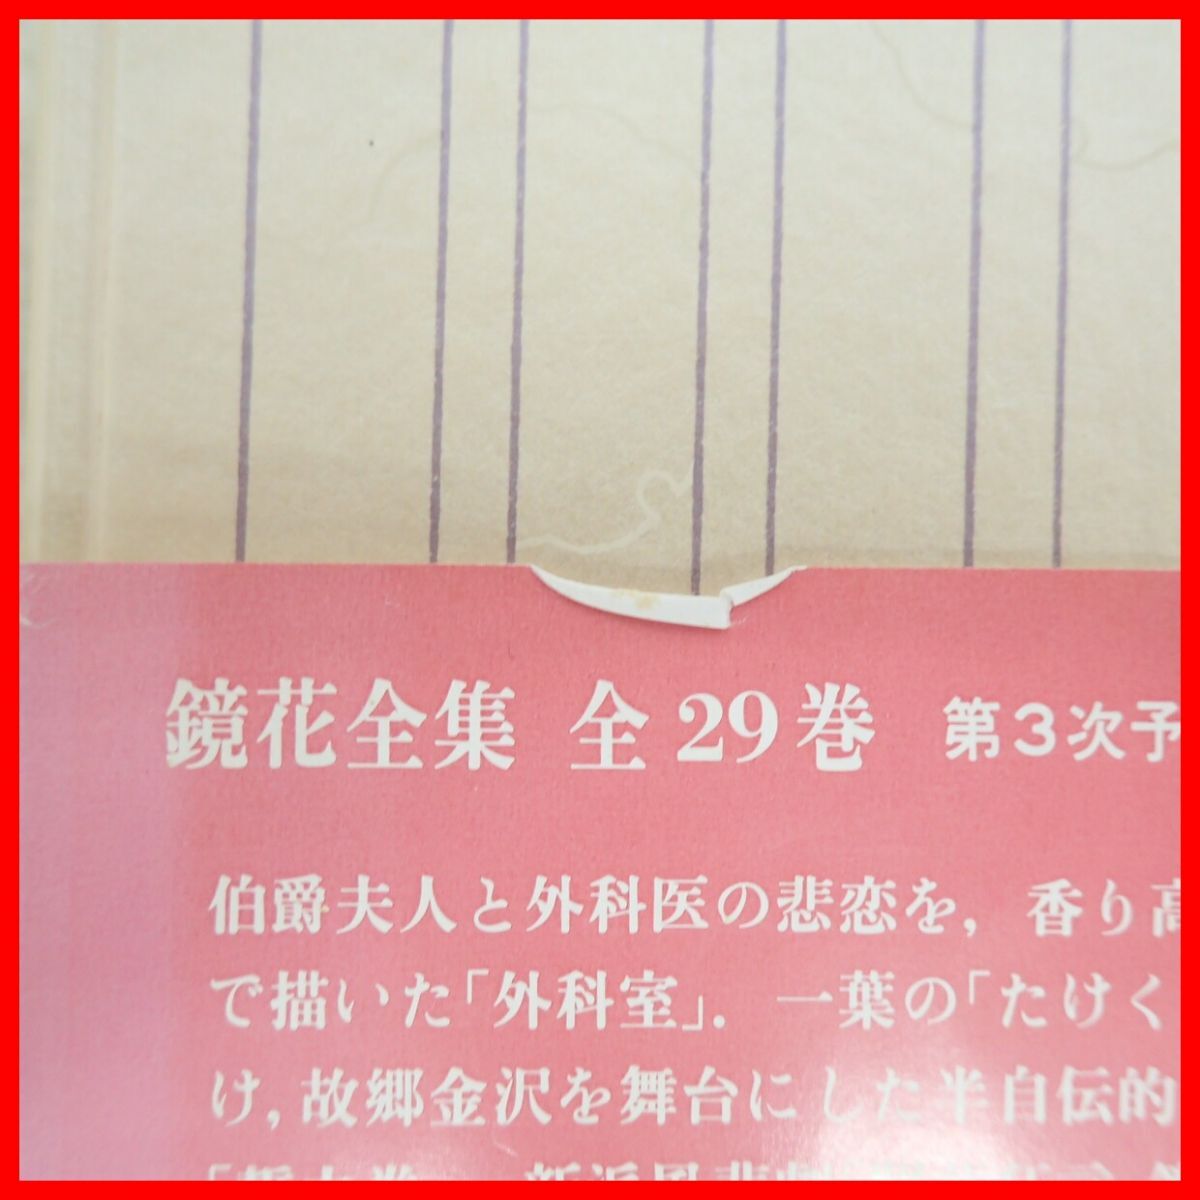 鏡花全集 全29巻 第3次予
伯爵夫人と外科医の悲恋を, 香り高
で描いた「外科室」. 一葉の「たけく
け, 故郷金沢を舞台にした半自伝的